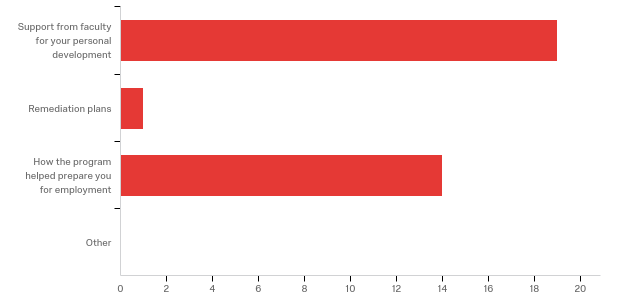 Support from faculty
for your personal
development
Remediation plans
How the program
helped prepare you
for employment
Other
0 2 4 6 8 10 12 14 16 18 20